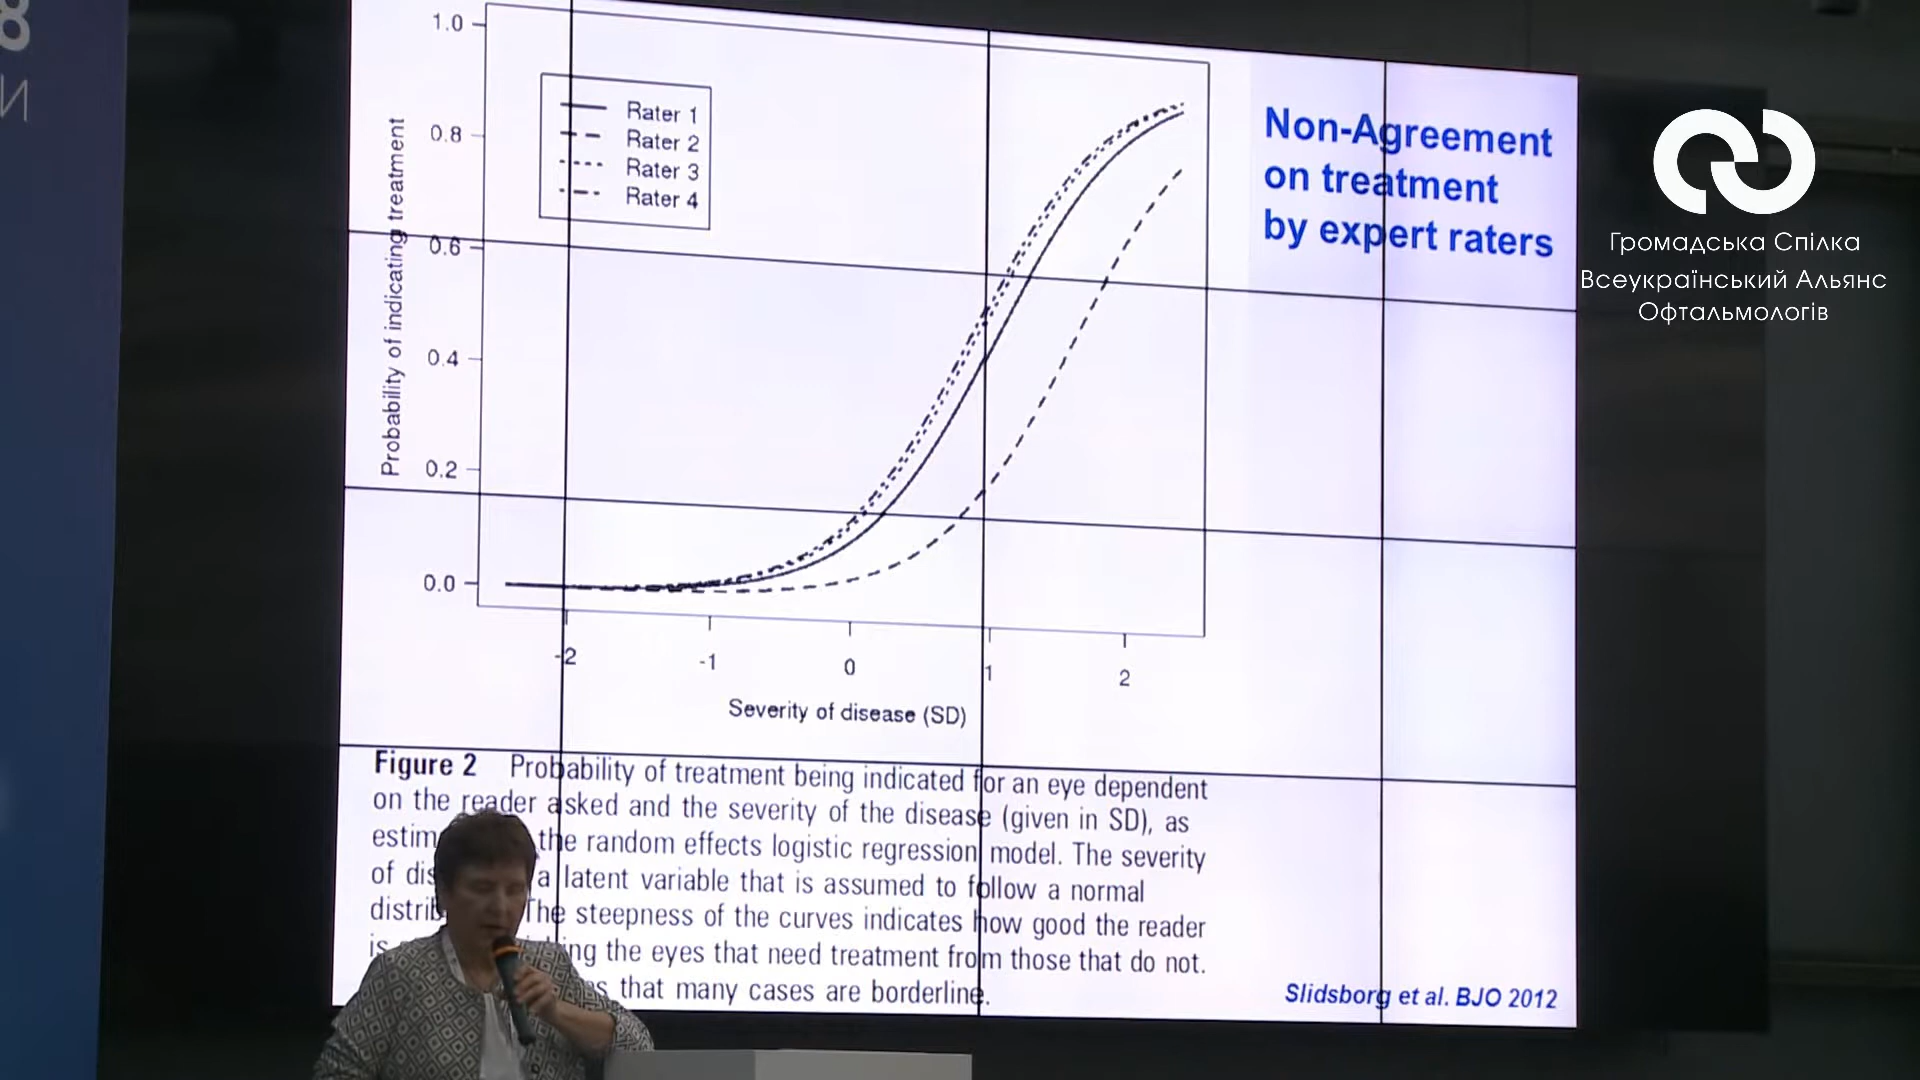 8
И
1.0
0.8
0.6
0.4
0.2
0.0
Probability of indicating treatment
Rater 1
Rater 2
Rater 3
Rater 4
-2
-1
0
1
2
Severity of disease (SD)
Non-Agreement
on treatment
by expert raters
Громадська Спілка
Всеукраїнський Альянс
Офтальмологів
Figure 2 Probability of treatment being indicated for an eye dependent
on the reader asked and the severity of the disease (given in SD), as
the random effects logistic regression model. The severity
of a latent variable that is assumed to follow a normal
The steepness of the curves indicates how good the reader
is the eyes that need treatment from those that do not.
that many cases are borderline.
Slidsborg et al. BJO 2012